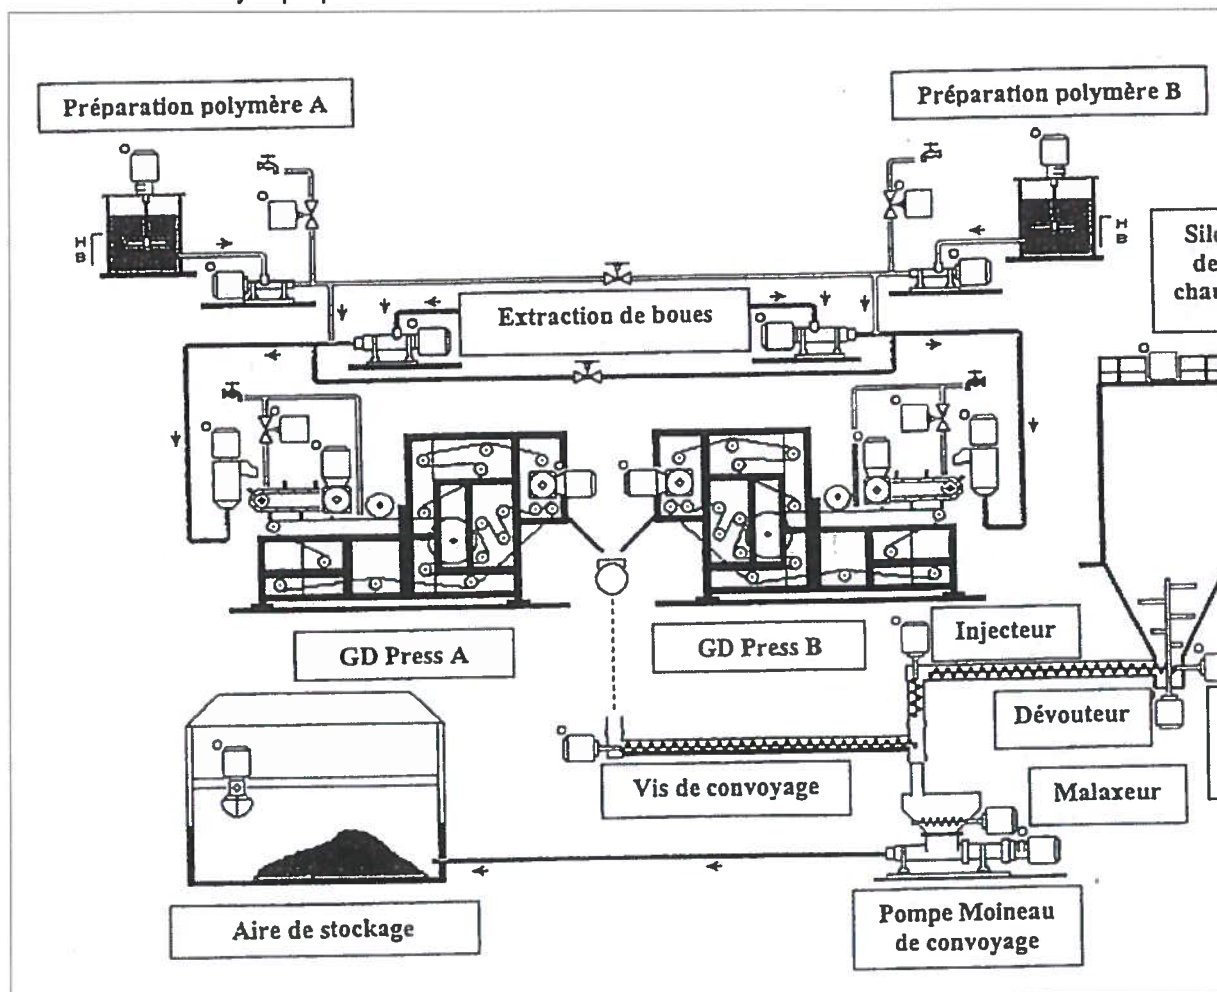 Préparation polymère A
Préparation polymère B
H
B
H
B
Extraction de boues
GD Press A
GD Press B
Injecteur
Dévouteur
Vis de convoyage
Malaxeur
Aire de stockage
Pompe Moineau
de convoyage